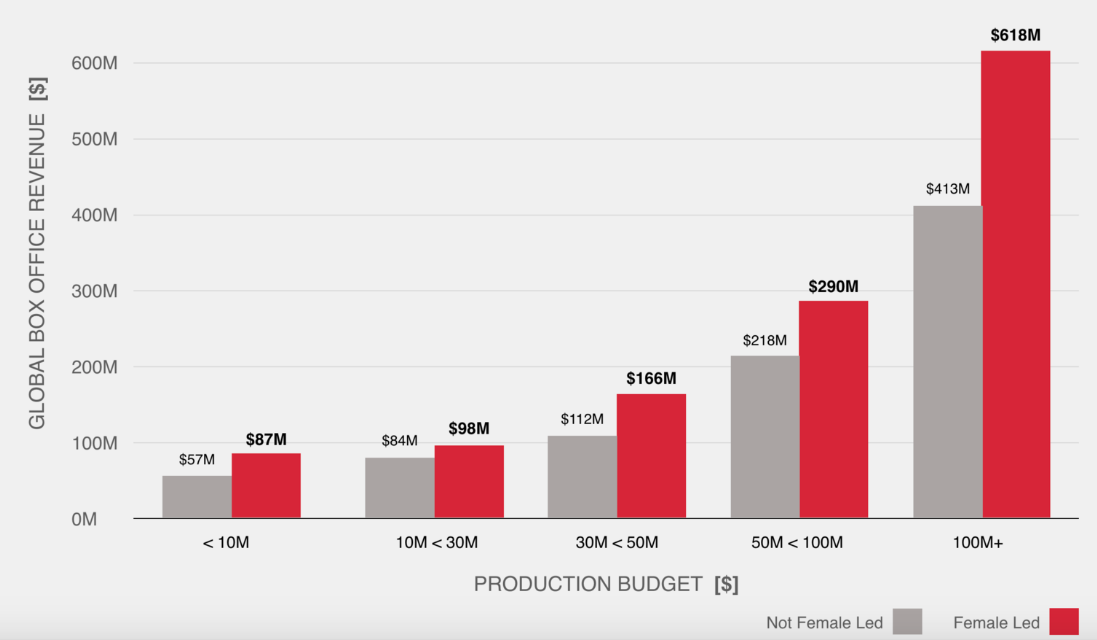 GLOBAL BOX OFFICE REVENUE [$]
600M
500M
400M
300M
200M
100M
0M
$57M
$87M
$84M
$98M
$112M
$166M
$218M
$290M
$413M
$618M
< 10M
10M < 30M
30M < 50M
50M < 100M
100M+
PRODUCTION BUDGET [$]
Not Female Led
Female Led